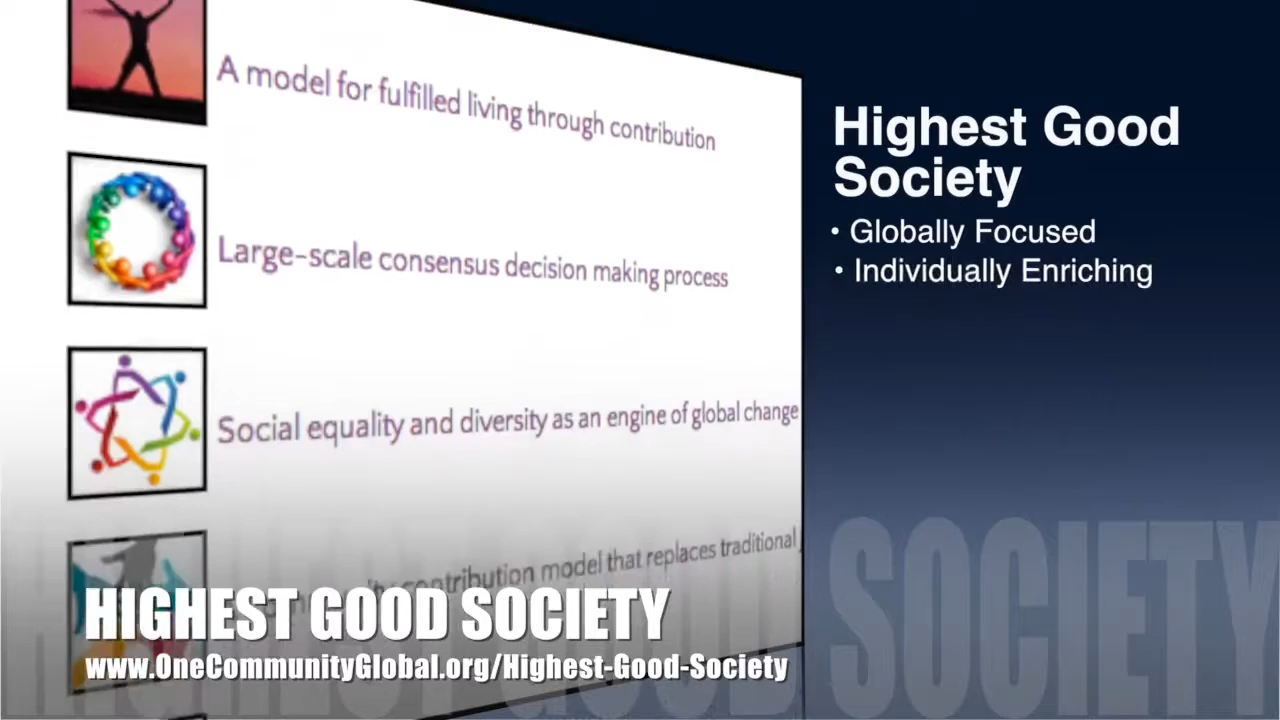 A model for fulfilled living through contribution
Large-scale consensus decision making process
Social equality and diversity as an engine of global change
contribution model that replaces traditional
Highest Good
Society
• Globally Focused
• Individually Enriching
HIGHEST GOOD SOCIETY
HIGHEST GOOD SOCIETY
www.OneCommunityGlobal.org/Highest-Good-Society